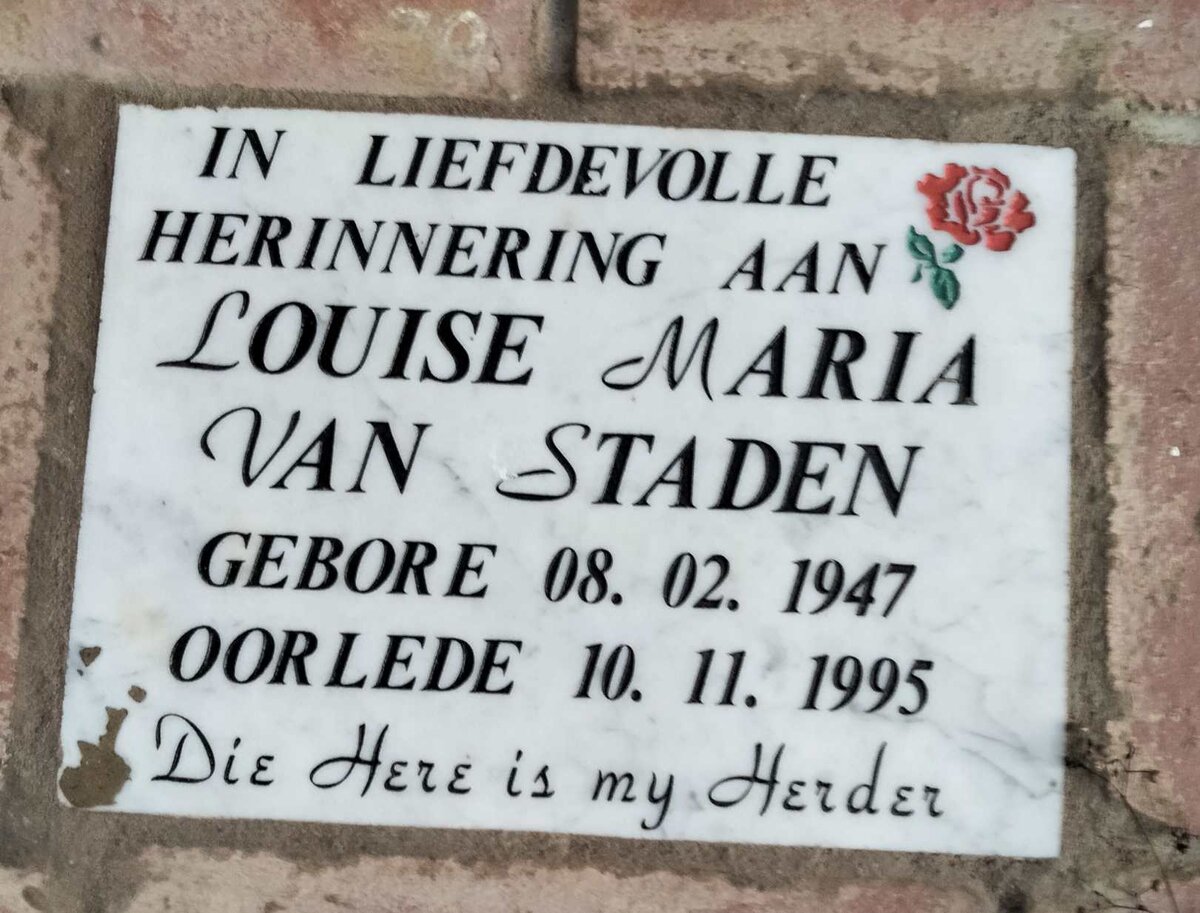 IN LIEFDEVOLLE
HERINNERING AAN
LOUISE MARIA
VAN STADEN
GEBORE 08. 02. 1947
OORLEDE 10. 11. 1995
Die Here is my Herder